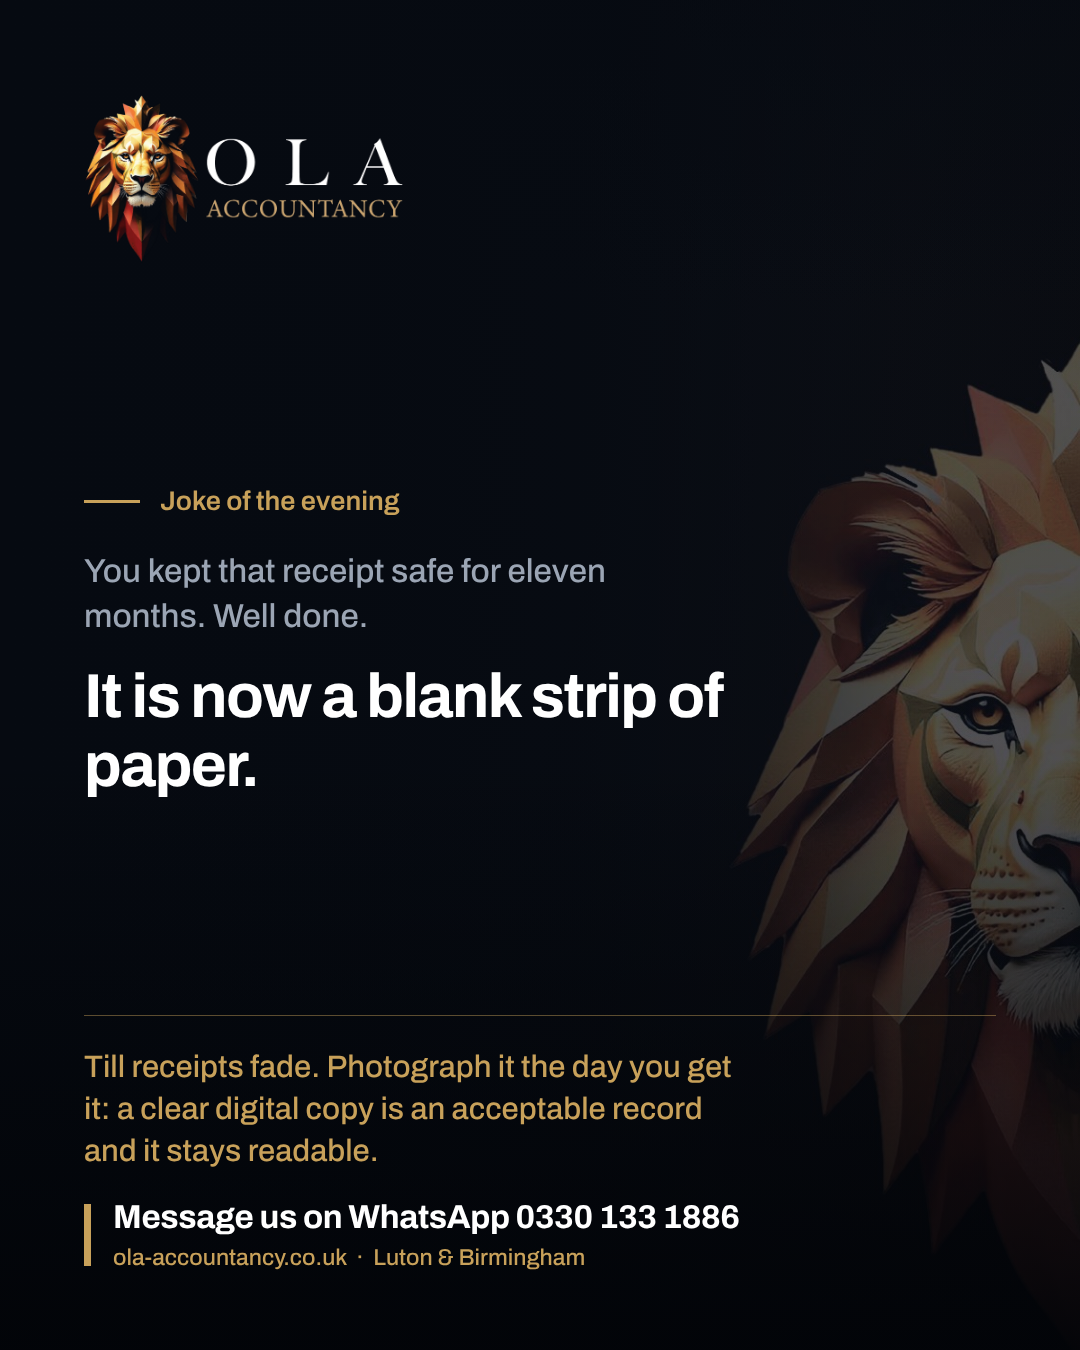 OLA
ACCOUNTANCY
Joke of the evening
You kept that receipt safe for eleven
months. Well done.
It is now a blank strip of
paper.
Till receipts fade. Photograph it the day you get
it: a clear digital copy is an acceptable record
and it stays readable.
Message us on WhatsApp 0330 133 1886
ola-accountancy.co.uk · Luton & Birmingham